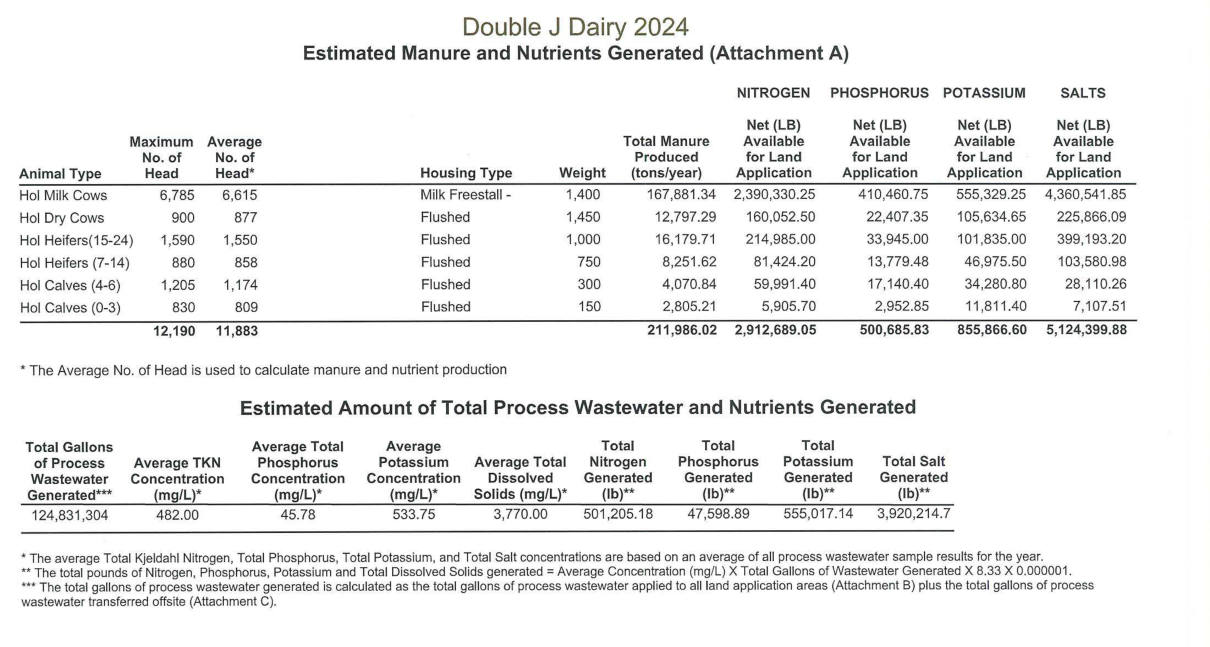 Double J Dairy 2024
Estimated Manure and Nutrients Generated (Attachment A)
NITROGEN PHOSPHORUS POTASSIUM SALTS
Animal Type Maximum No. of Head Average No. of Head* Housing Type Weight Total Manure Produced (tons/year) Net (LB) Available for Land Application Net (LB) Available for Land Application Net (LB) Available for Land Application Net (LB) Available for Land Application
Hol Milk Cows 6,785 6,615 Milk Freestall - 1,400 167,881.34 2,390,330.25 410,460.75 555,329.25 4,360,541.85
Hol Dry Cows 900 877 Flushed 1,450 12,797.29 160,052.50 22,407.35 105,634.65 225,866.09
Hol Heifers(15-24) 1,590 1,550 Flushed 1,000 16,179.71 214,985.00 33,945.00 101,835.00 399,193.20
Hol Heifers (7-14) 880 858 Flushed 750 8,251.62 81,424.20 13,779.48 46,975.50 103,580.98
Hol Calves (4-6) 1,205 1,174 Flushed 300 4,070.84 59,991.40 17,140.40 34,280.80 28,110.26
Hol Calves (0-3) 830 809 Flushed 150 2,805.21 5,905.70 2,952.85 11,811.40 7,107.51
12,190 11,883 211,986.02 2,912,689.05 500,685.83 855,866.60 5,124,399.88
* The Average No. of Head is used to calculate manure and nutrient production
Estimated Amount of Total Process Wastewater and Nutrients Generated
Total Gallons of Process Wastewater Generated*** Average TKN Concentration (mg/L)* Average Total Phosphorus Concentration (mg/L)* Average Potassium Concentration (mg/L)* Average Total Dissolved Solids (mg/L)* Total Nitrogen Generated (lb)** Total Phosphorus Generated (lb)** Total Potassium Generated (lb)** Total Salt Generated (lb)**
124,831,304 482.00 45.78 533.75 3,770.00 501,205.18 47,598.89 555,017.14 3,920,214.7
* The average Total Kjeldahl Nitrogen, Total Phosphorus, Total Potassium, and Total Salt concentrations are based on an average of all process wastewater sample results for the year.
** The total pounds of Nitrogen, Phosphorus, Potassium and Total Dissolved Solids generated = Average Concentration (mg/L) X Total Gallons of Wastewater Generated X 8.33 X 0.000001.
*** The total gallons of process wastewater generated is calculated as the total gallons of process wastewater applied to all land application areas (Attachment B) plus the total gallons of process
wastewater transferred offsite (Attachment C).